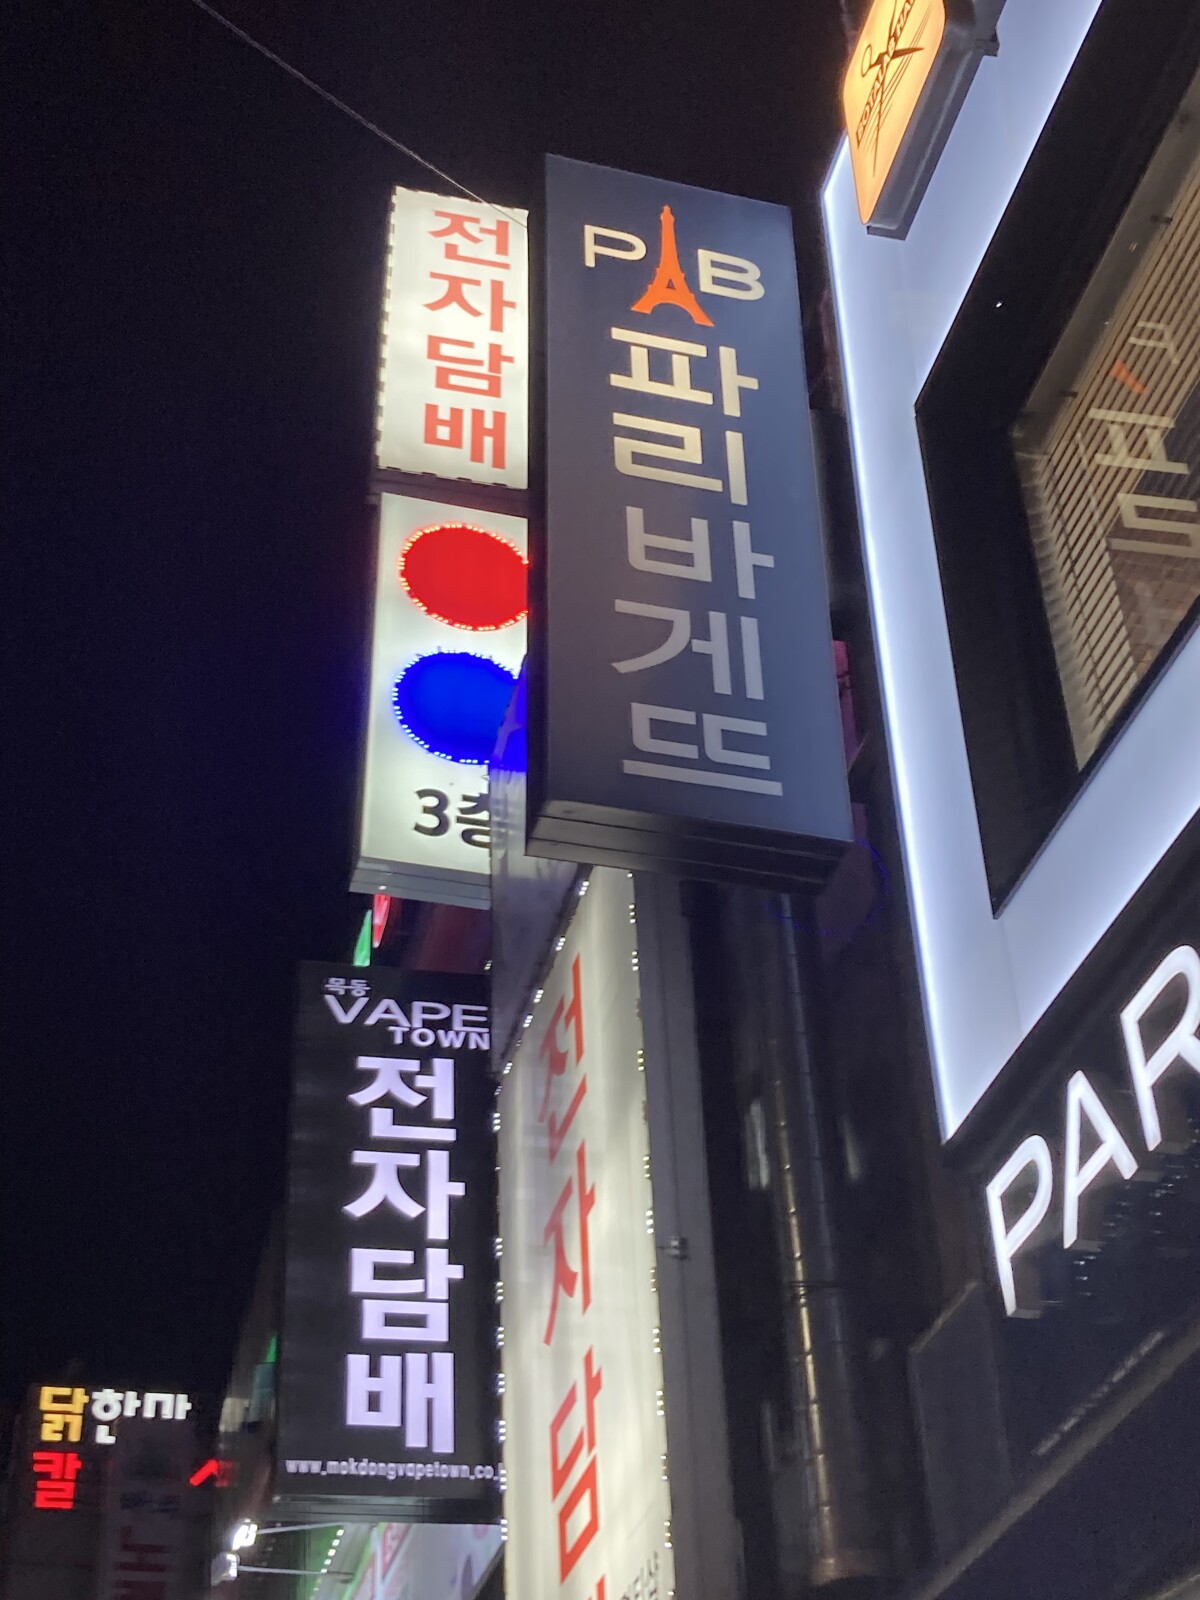 전자담배
3층
PAB
파리바게뜨
목동
VAPE
TOWN
전자담배
www.mokdongvapetown.co
전자담
PAR
닭한마
칼